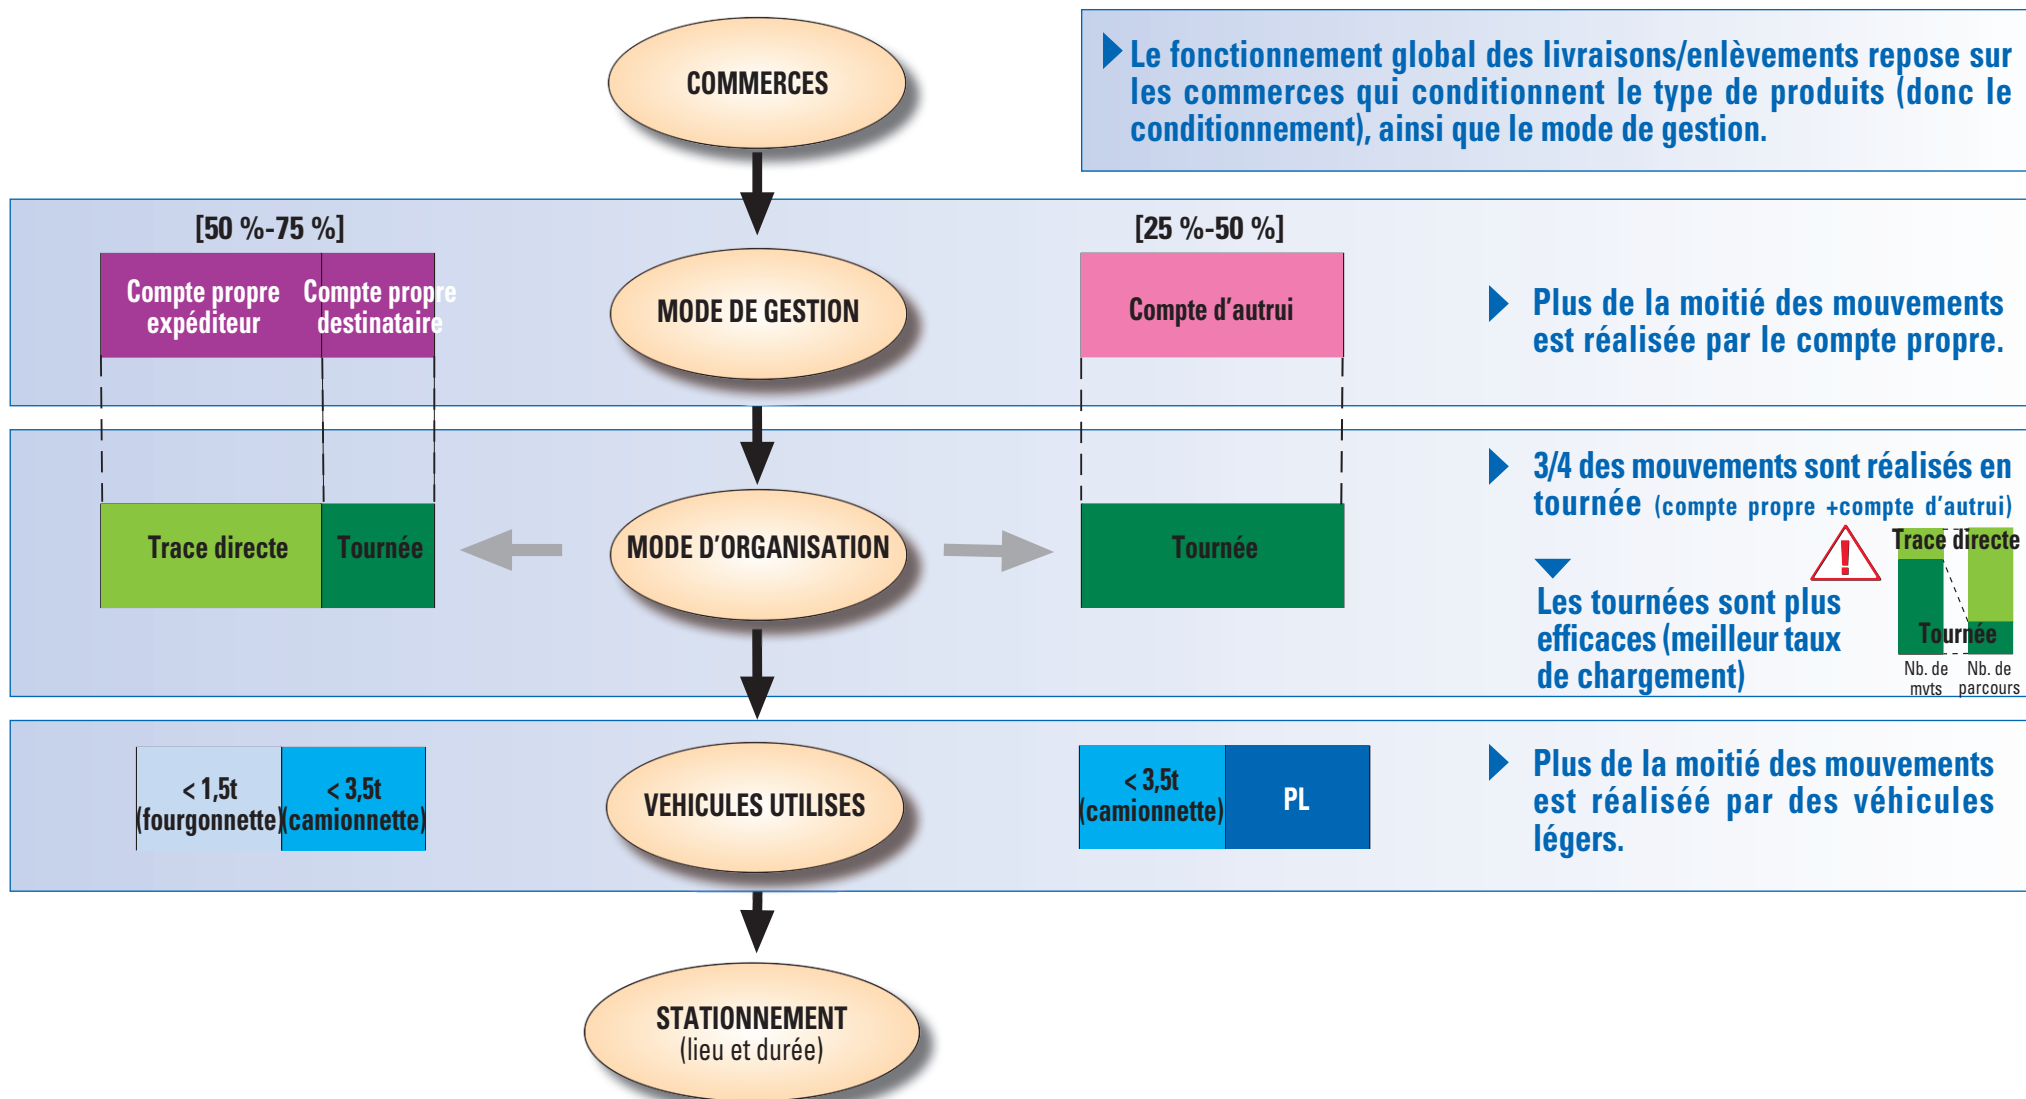 COMMERCES
Le fonctionnement global des livraisons/enlèvements repose sur
les commerces qui conditionnent le type de produits (donc le
conditionnement), ainsi que le mode de gestion.
[50 %-75 %]
Compte propre
expéditeur
Compte propre
destinataire
MODE DE GESTION
[25 %-50 %]
Compte d'autrui
Plus de la moitié des mouvements
est réalisée par le compte propre.
Trace directe
Tournée
MODE D'ORGANISATION
Tournée
3/4 des mouvements sont réalisés en
tournée (compte propre +compte d'autrui)
Les tournées sont plus
efficaces (meilleur taux
de chargement)
!
Trace directe
Tournée
Nb. de
mvts
Nb. de
parcours
< 1,5t
(fourgonnette)
< 3,5t
(camionnette)
VEHICULES UTILISES
< 3,5t
(camionnette)
PL
Plus de la moitié des mouvements
est réaliséé par des véhicules
légers.
STATIONNEMENT
(lieu et durée)